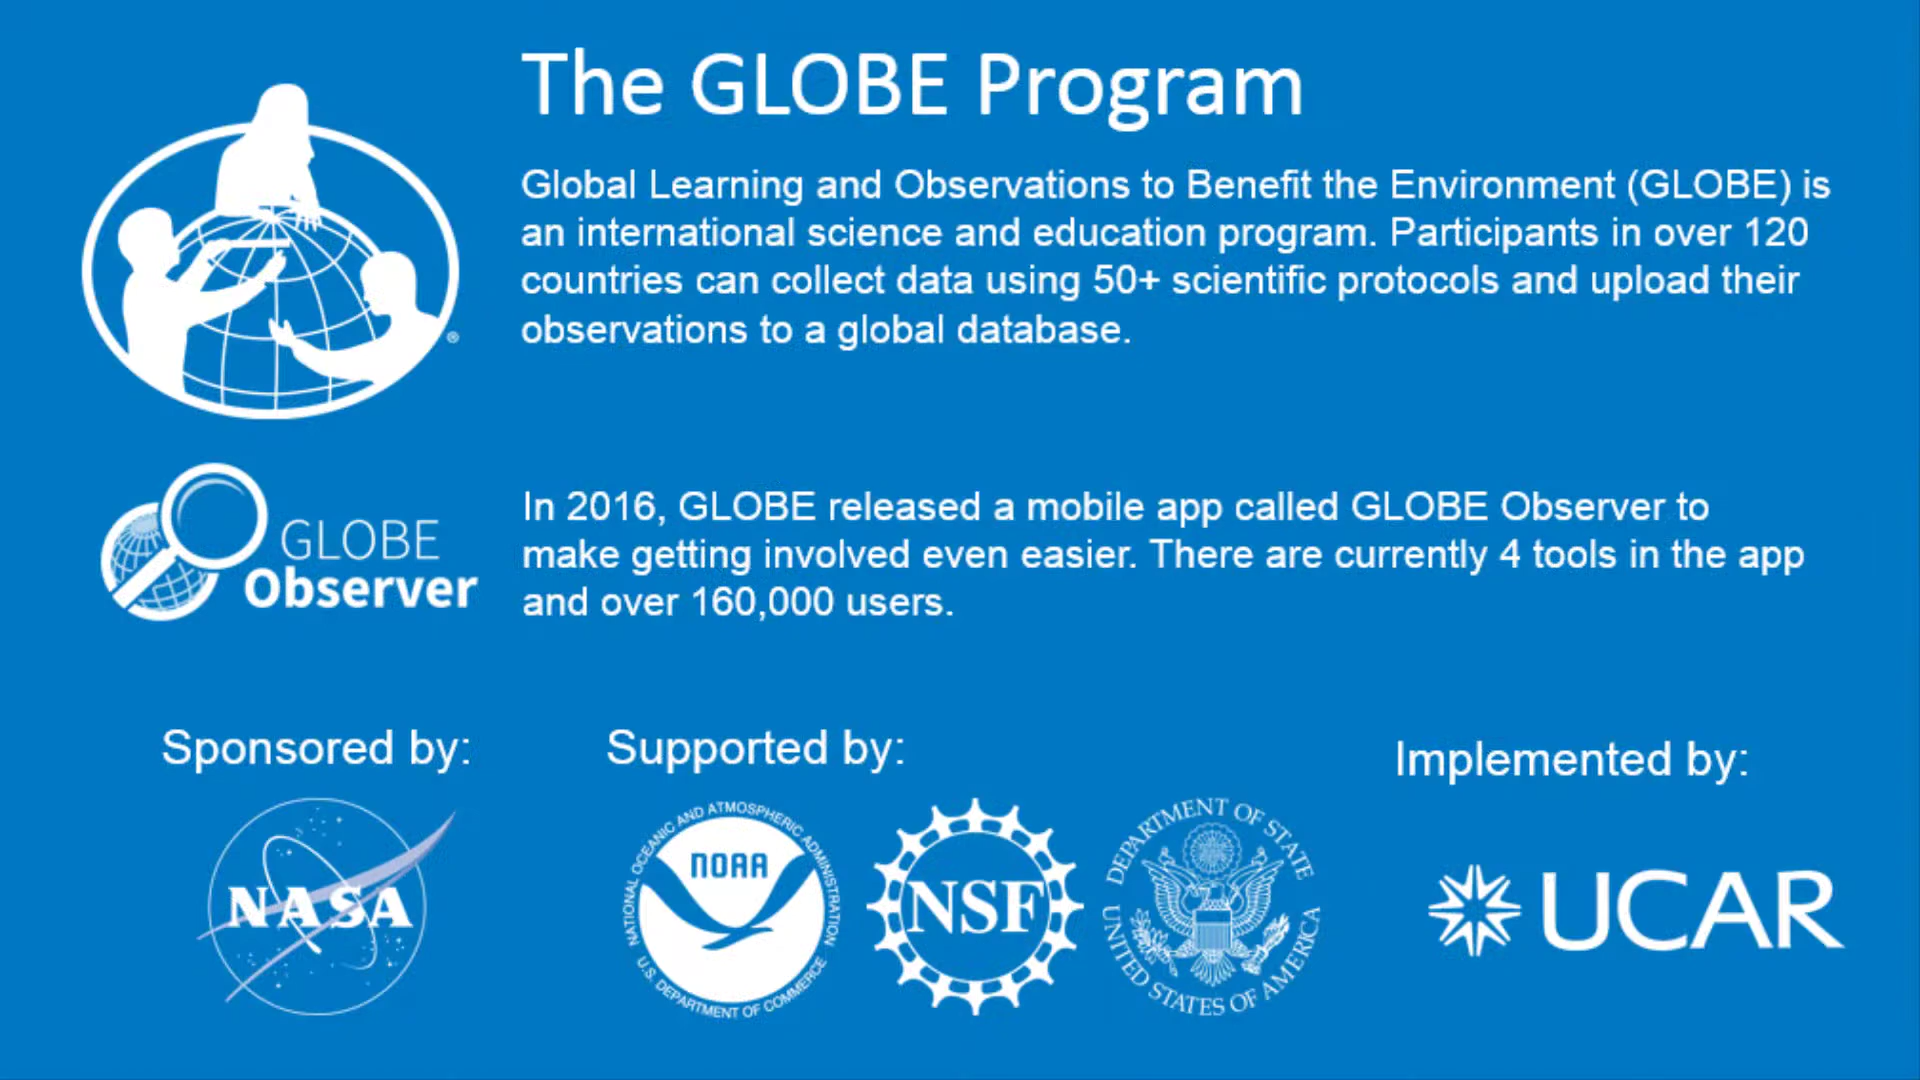 The GLOBE Program
Global Learning and Observations to Benefit the Environment (GLOBE) is
an international science and education program. Participants in over 120
countries can collect data using 50+ scientific protocols and upload their
observations to a global database.
®
GLOBE
Observer
In 2016, GLOBE released a mobile app called GLOBE Observer to
make getting involved even easier. There are currently 4 tools in the app
and over 160,000 users.
Sponsored by:
Supported by:
Implemented by:
NASA
NATIONAL OCEANIC AND ATMOSPHERIC ADMINISTRATION
NOAA
U.S. DEPARTMENT OF COMMERCE
NSF
DEPARTMENT OF STATE
UNITED STATES OF AMERICA
UCAR